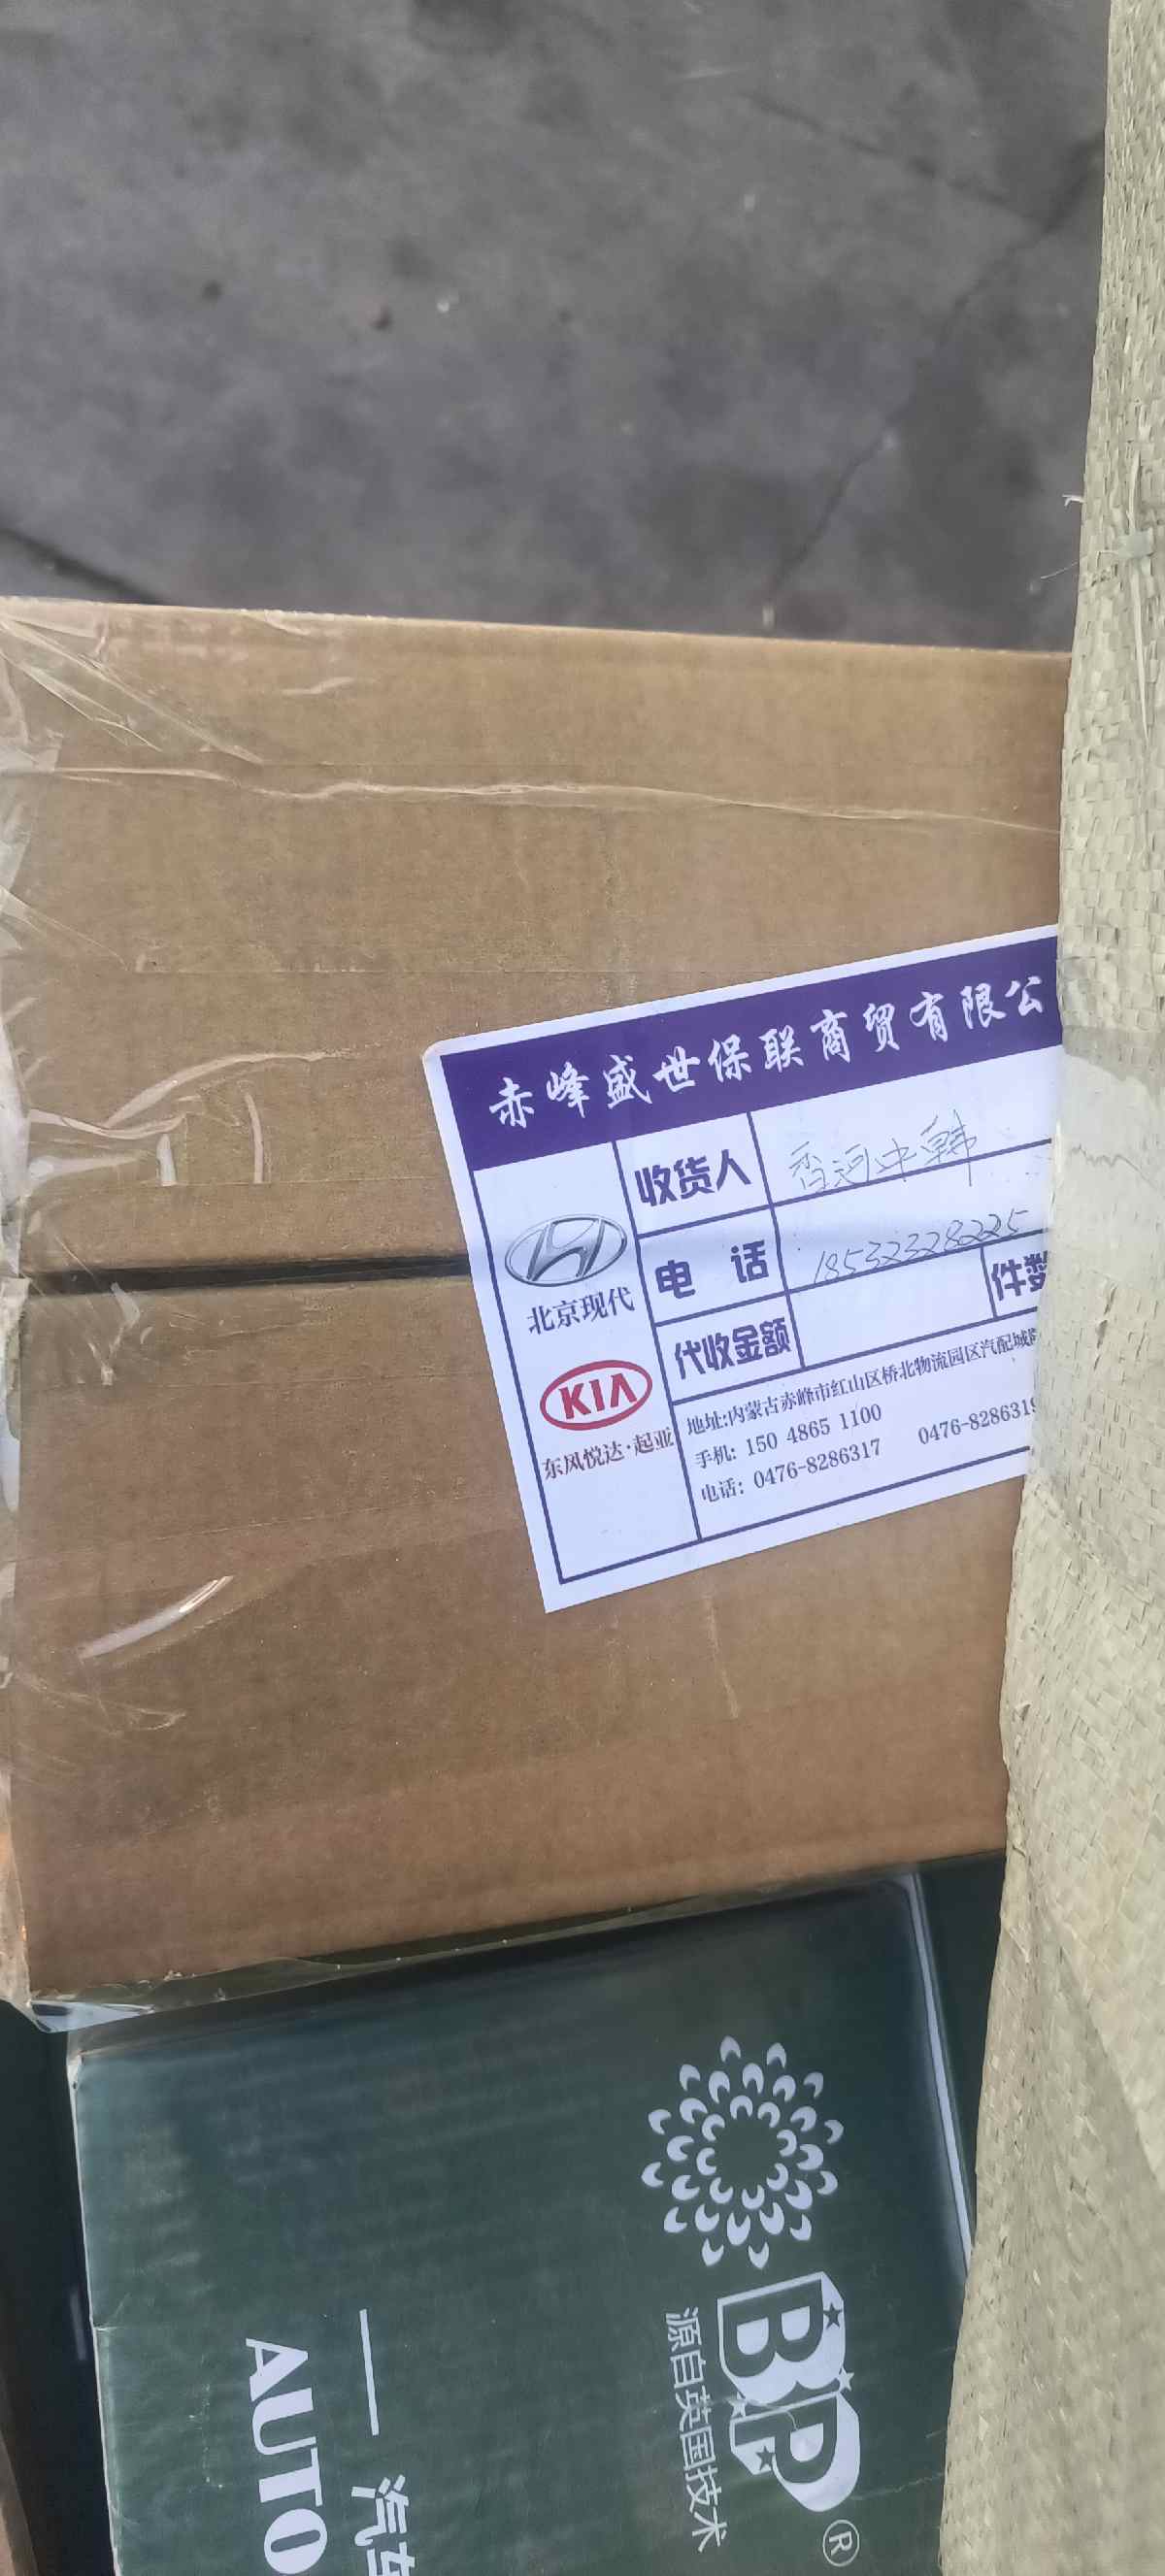 赤峰盛世保联商贸有限公
收货人 香河中韩
电话 18532328225
代收金额 件数
北京现代
KIA
东风悦达·起亚
地址:内蒙古赤峰市红山区桥北物流园区汽配城
手机: 150 4865 1100
电话: 0476-8286317 0476-8286319
BP®
源自英国技术
汽车
AUTO